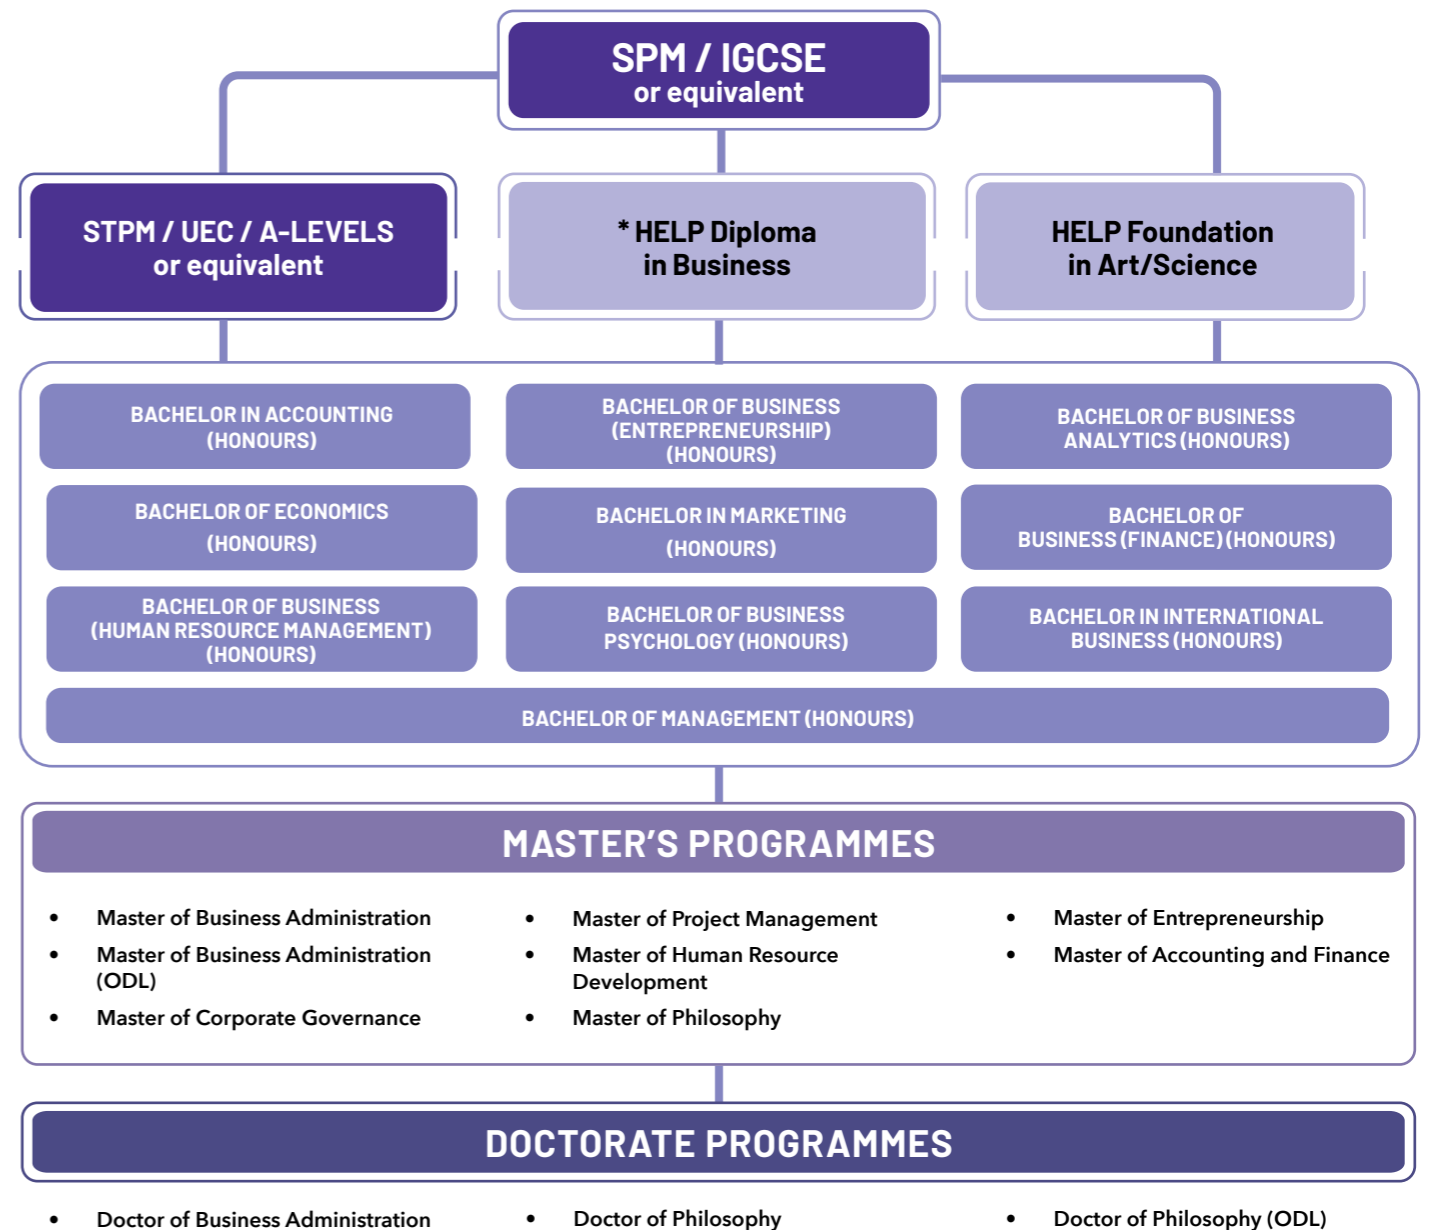 SPM / IGCSE
or equivalent
STPM / UEC / A-LEVELS
or equivalent
* HELP Diploma
in Business
HELP Foundation
in Art/Science
BACHELOR IN ACCOUNTING
(HONOURS)
BACHELOR OF BUSINESS
(ENTREPRENEURSHIP)
(HONOURS)
BACHELOR OF BUSINESS
ANALYTICS (HONOURS)
BACHELOR OF ECONOMICS
(HONOURS)
BACHELOR IN MARKETING
(HONOURS)
BACHELOR OF
BUSINESS (FINANCE) (HONOURS)
BACHELOR OF BUSINESS
(HUMAN RESOURCE MANAGEMENT)
(HONOURS)
BACHELOR OF BUSINESS
PSYCHOLOGY (HONOURS)
BACHELOR IN INTERNATIONAL
BUSINESS (HONOURS)
BACHELOR OF MANAGEMENT (HONOURS)
MASTER’S PROGRAMMES
• Master of Business Administration
• Master of Business Administration
(ODL)
• Master of Corporate Governance
• Master of Project Management
• Master of Human Resource
Development
• Master of Philosophy
• Master of Entrepreneurship
• Master of Accounting and Finance
DOCTORATE PROGRAMMES
• Doctor of Business Administration
• Doctor of Philosophy
• Doctor of Philosophy (ODL)